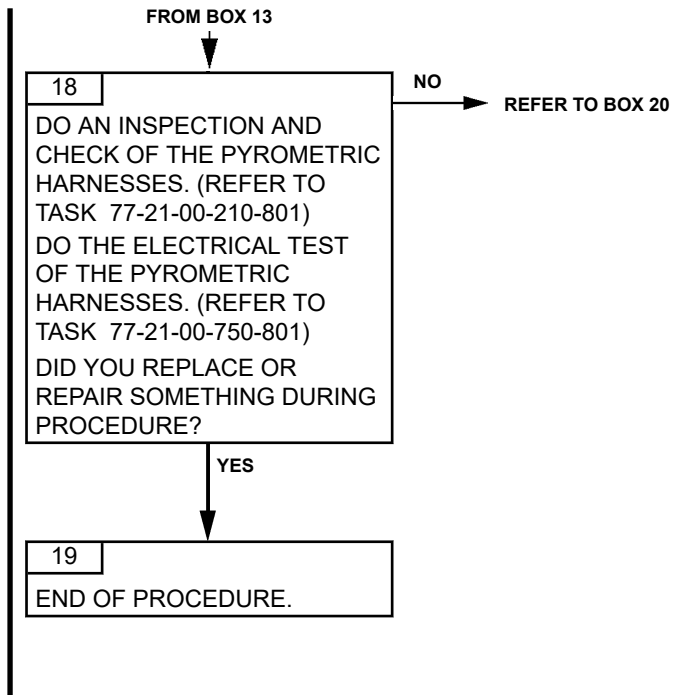 FROM BOX 13
18
NO
REFER TO BOX 20
DO AN INSPECTION AND
CHECK OF THE PYROMETRIC
HARNESSES. (REFER TO
TASK 77-21-00-210-801)
DO THE ELECTRICAL TEST
OF THE PYROMETRIC
HARNESSES. (REFER TO
TASK 77-21-00-750-801)
DID YOU REPLACE OR
REPAIR SOMETHING DURING
PROCEDURE?
YES
19
END OF PROCEDURE.